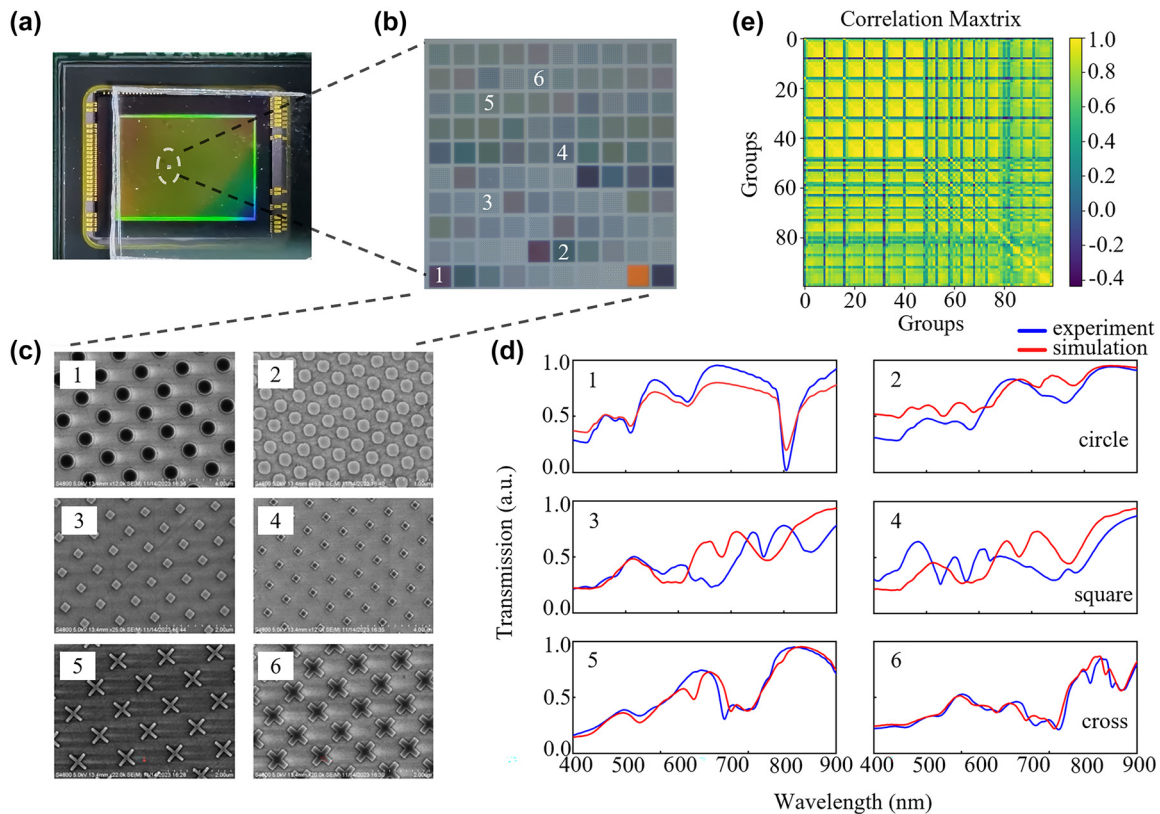 (a)
(b)
6
5
4
3
2
1
(e)
Correlation Maxtrix
Groups
0
20
40
60
80
0 20 40 60 80
Groups
1.0
0.8
0.6
0.4
0.2
0.0
-0.2
-0.4
(c)
1
2
3
4
5
6
(d)
experiment
simulation
Transmission (a.u.)
1.0
0.5
0.0
1
2
circle
1.0
0.5
0.0
3
4
square
1.0
0.5
0.0
5
6
cross
400 500 600 700 800 900
400 500 600 700 800 900
Wavelength (nm)